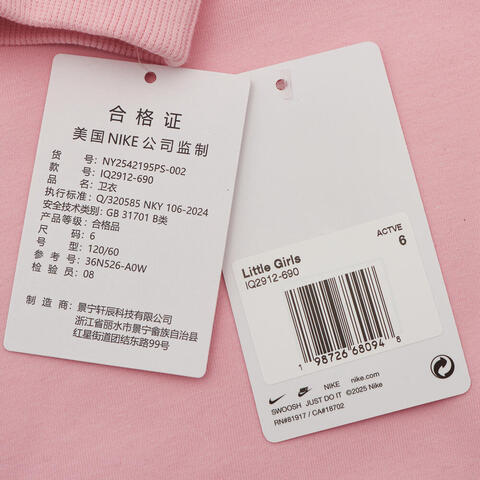 合格证
美国NIKE公司监制
货 号: NY2542195PS-002
款 号: IQ2912-690
品 名: 卫衣
执行标准: Q/320585 NKY 106-2024
安全技术类别: GB 31701 B类
产品等级: 合格品
尺 码: 6
号 型: 120/60
参 考 号: 36N526-A0W
检 验 员: 08
制 造 商: 景宁轩辰科技有限公司
浙江省丽水市景宁畲族自治县
红星街道团结东路99号
ACTVE
6
Little Girls
IQ2912-690
1 98726 68094 8
NIKE nike.com
SWOOSH JUST DO IT ©2025 Nike
RN#81917 / CA#18702